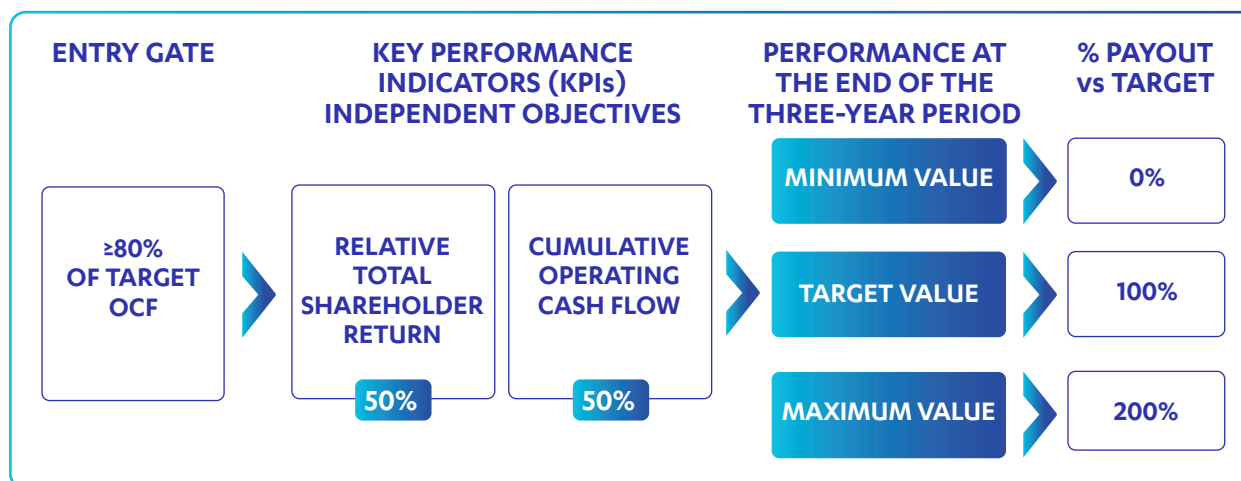 ENTRY GATE
KEY PERFORMANCE
INDICATORS (KPIs)
INDEPENDENT OBJECTIVES
PERFORMANCE AT
THE END OF THE
THREE-YEAR PERIOD
% PAYOUT
vs TARGET
≥80%
OF TARGET
OCF
RELATIVE
TOTAL
SHAREHOLDER
RETURN
50%
CUMULATIVE
OPERATING
CASH FLOW
50%
MINIMUM VALUE
0%
TARGET VALUE
100%
MAXIMUM VALUE
200%